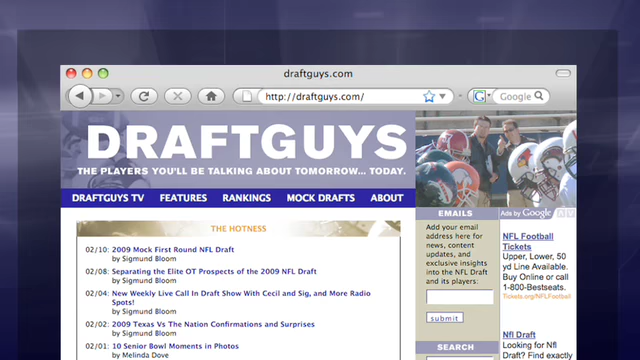 draftguys.com
http://draftguys.com/
G
Google
DRAFTGUYS
THE PLAYERS YOU'LL BE TALKING ABOUT TOMORROW... TODAY.
DRAFTGUYS TV FEATURES RANKINGS MOCK DRAFTS ABOUT
THE HOTNESS
02/10: 2009 Mock First Round NFL Draft
by Sigmund Bloom
02/08: Separating the Elite OT Prospects of the 2009 NFL Draft
by Sigmund Bloom
02/04: New Weekly Live Call In Draft Show With Cecil and Sig, and More Radio
Spots!
by Sigmund Bloom
02/02: 2009 Texas Vs The Nation Confirmations and Surprises
by Sigmund Bloom
02/01: 10 Senior Bowl Moments in Photos
by Melinda Dove
EMAILS
Add your email
address here for
news, content
updates, and
exclusive insights
into the NFL Draft
and its players:
submit
SEARCH
Ads by Google
NFL Football
Tickets
Upper, Lower, 50
yd Line Available.
Buy Online or call
1-800-Bestseats.
Tickets.org/NFLFootball
Nfl Draft
Looking for Nfl
Draft? Find exactly